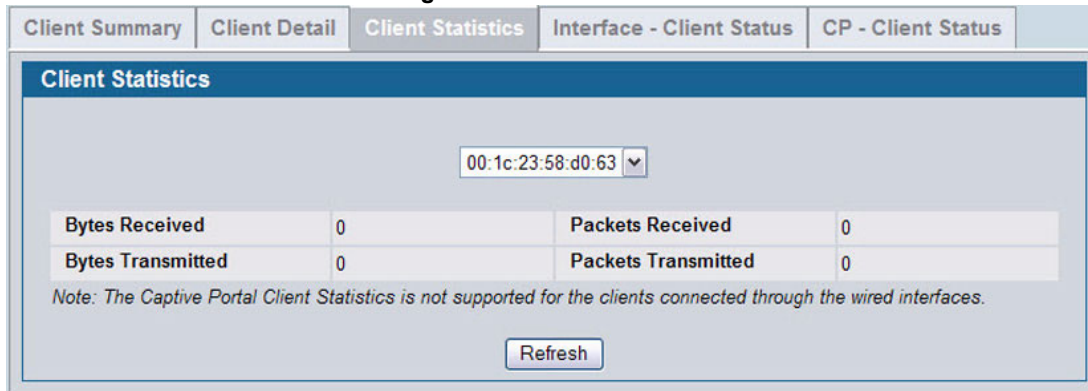 Client Summary Client Detail Client Statistics Interface - Client Status CP - Client Status
Client Statistics
00:1c:23:58:d0:63
Bytes Received 0 Packets Received 0
Bytes Transmitted 0 Packets Transmitted 0
Note: The Captive Portal Client Statistics is not supported for the clients connected through the wired interfaces.
Refresh